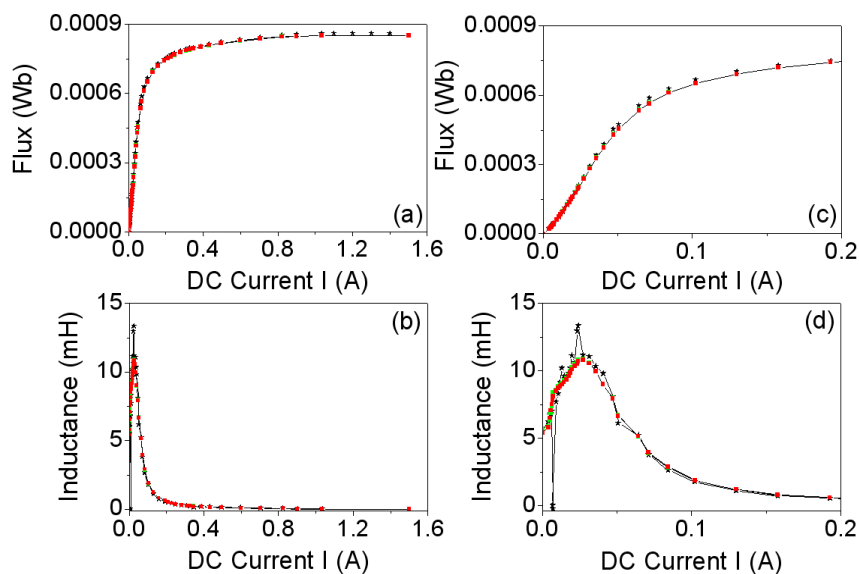 0.0009
0.0006
0.0003
0.0000
Flux (Wb)
(a)
0.0 0.4 0.8 1.2 1.6
DC Current I (A)
0.0009
0.0006
0.0003
0.0000
Flux (Wb)
(c)
0.0 0.1 0.2
DC Current I (A)
15
10
5
0
Inductance (mH)
(b)
0.0 0.4 0.8 1.2 1.6
DC Current I (A)
15
10
5
0
Inductance (mH)
(d)
0.0 0.1 0.2
DC Current I (A)